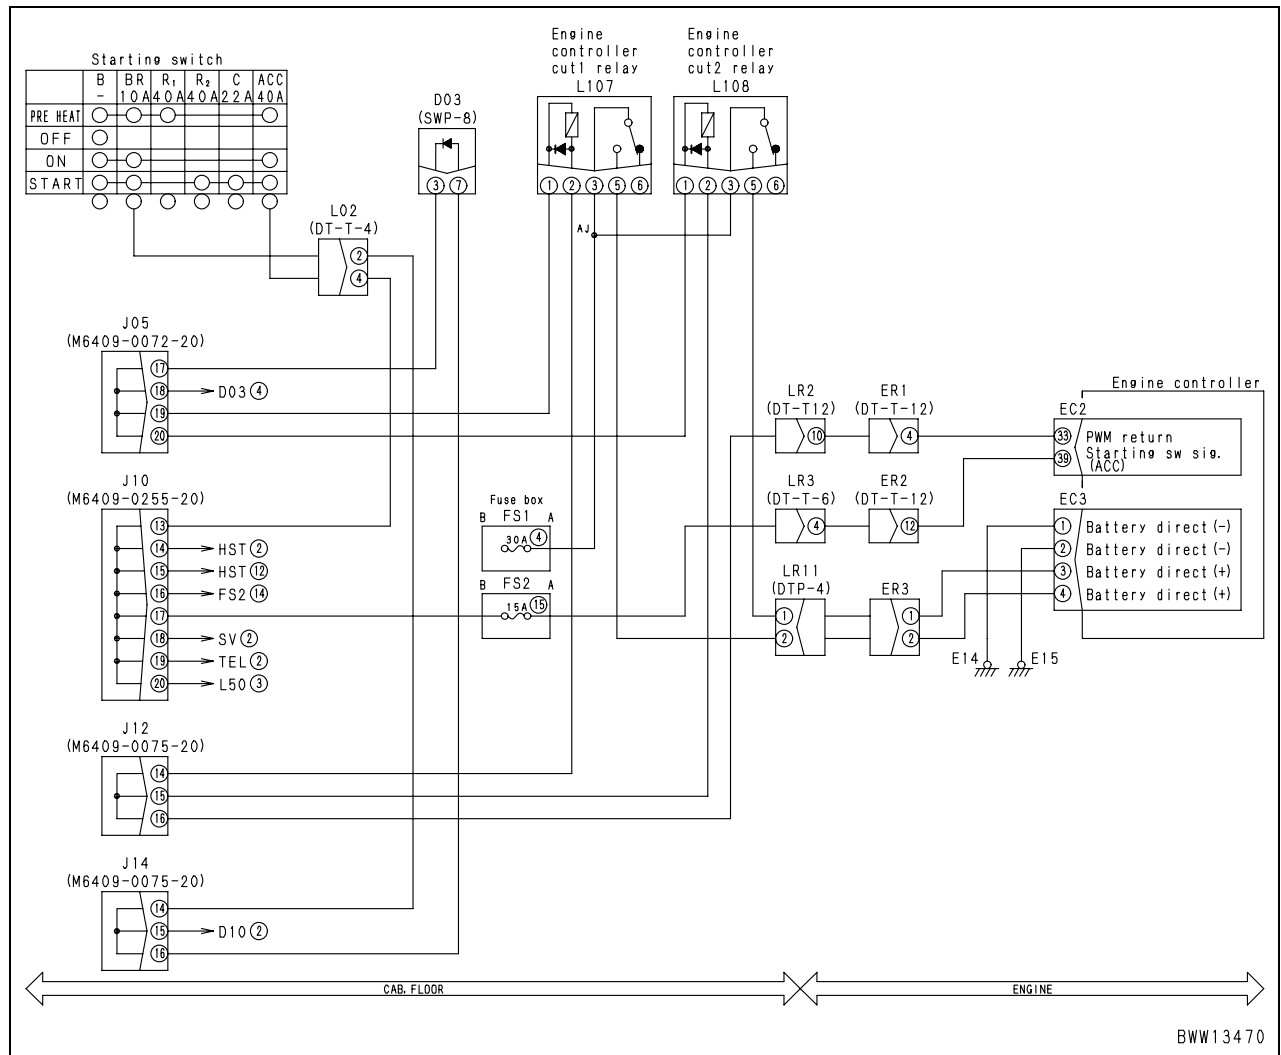 Starting switch
B BR R₁ R₂ C ACC
- 10A 40A 40A 22A 40A
PRE HEAT
OFF
ON
START
D03
(SWP-8)
3 7
Engine
controller
cut1 relay
L107
1 2 3 5 6
Engine
controller
cut2 relay
L108
1 2 3 5 6
AJ
L02
(DT-T-4)
2
4
J05
(M6409-0072-20)
17
18 D03 4
19
20
J10
(M6409-0255-20)
13
14 HST 2
15 HST 12
16 FS2 14
17
18 SV 2
19 TEL 2
20 L50 3
Fuse box
B FS1 A
30A 4
B FS2 A
15A 15
LR2
(DT-T12)
10
ER1
(DT-T-12)
4
LR3
(DT-T-6)
4
ER2
(DT-T-12)
12
LR11
(DTP-4)
1
2
ER3
1
2
Engine controller
EC2
33 PWM return
39 Starting sw sig.
(ACC)
EC3
1 Battery direct (-)
2 Battery direct (-)
3 Battery direct (+)
4 Battery direct (+)
E14 E15
J12
(M6409-0075-20)
14
15
16
J14
(M6409-0075-20)
14
15 D10 2
16
CAB. FLOOR
ENGINE
BWW13470